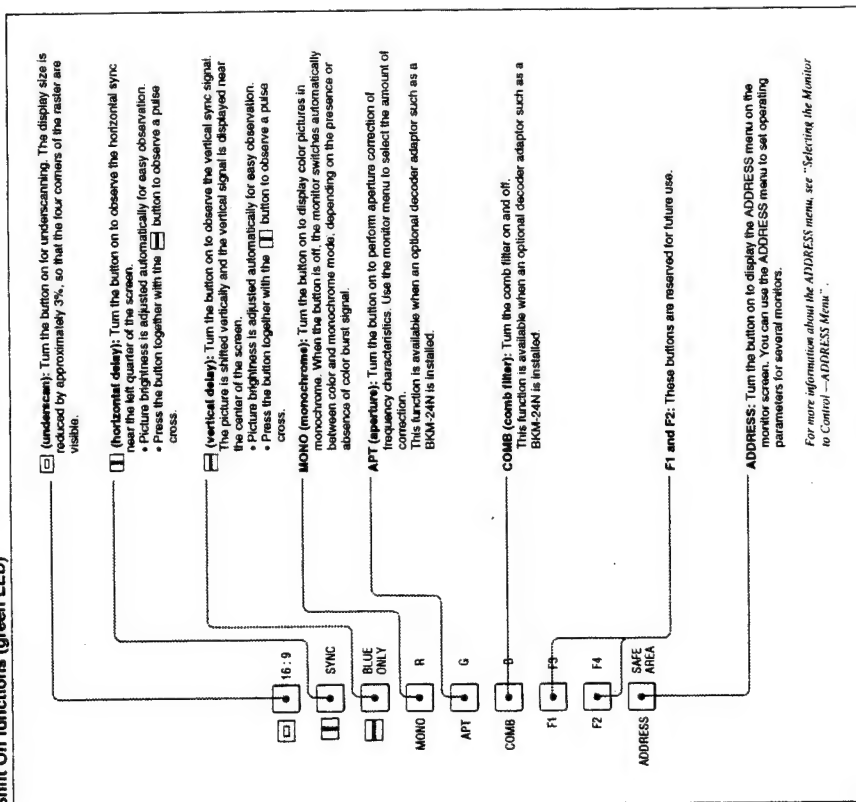 Shift On functions (green LED)
(underscan): Turn the button on for underscanning. The display size is
reduced by approximately 3%, so that the four corners of the raster are
visible.
(horizontal delay): Turn the button on to observe the horizontal sync
near the left quarter of the screen.
• Picture brightness is adjusted automatically for easy observation.
• Press the button together with the button to observe a pulse
cross.
(vertical delay): Turn the button on to observe the vertical sync signal.
The picture is shifted vertically and the vertical signal is displayed near
the center of the screen.
• Picture brightness is adjusted automatically for easy observation.
• Press the button together with the button to observe a pulse
cross.
MONO (monochrome): Turn the button on to display color pictures in
monochrome. When the button is off, the monitor switches automatically
between color and monochrome mode, depending on the presence or
absence of color burst signal.
APT (aperture): Turn the button on to perform aperture correction of
frequency characteristics. Use the monitor menu to select the amount of
correction.
This function is available when an optional decoder adaptor such as a
BKM-24N is installed.
COMB (comb filter): Turn the comb filter on and off.
This function is available when an optional decoder adaptor such as a
BKM-24N is installed.
F1 and F2: These buttons are reserved for future use.
ADDRESS: Turn the button on to display the ADDRESS menu on the
monitor screen. You can use the ADDRESS menu to set operating
parameters for several monitors.
For more information about the ADDRESS menu, see "Selecting the Monitor
to Control—ADDRESS Menu".
16:9
SYNC
BLUE
ONLY
MONO R
APT G
COMB B
F1 F3
F2 F4
ADDRESS SAFE
AREA